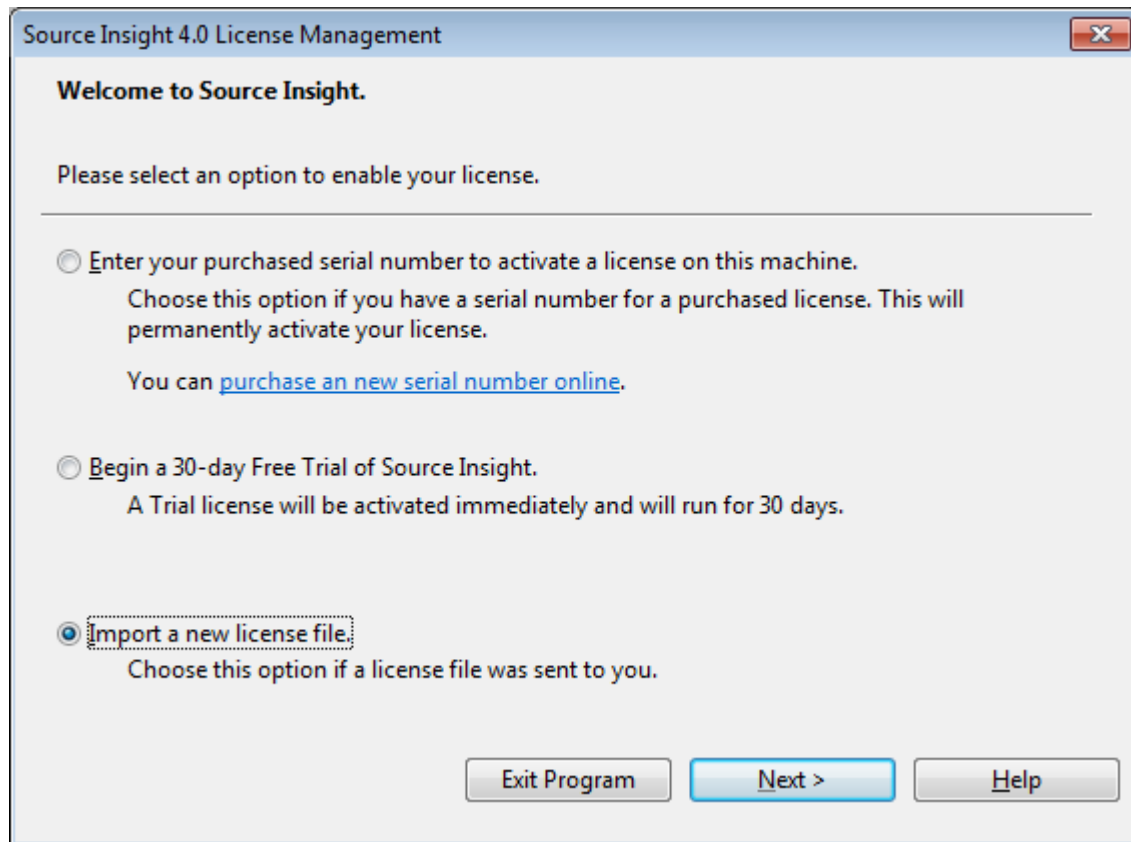 Source Insight 4.0 License Management
Welcome to Source Insight.
Please select an option to enable your license.
Enter your purchased serial number to activate a license on this machine.
Choose this option if you have a serial number for a purchased license. This will
permanently activate your license.
You can purchase an new serial number online.
Begin a 30-day Free Trial of Source Insight.
A Trial license will be activated immediately and will run for 30 days.
Import a new license file.
Choose this option if a license file was sent to you.
Exit Program Next > Help